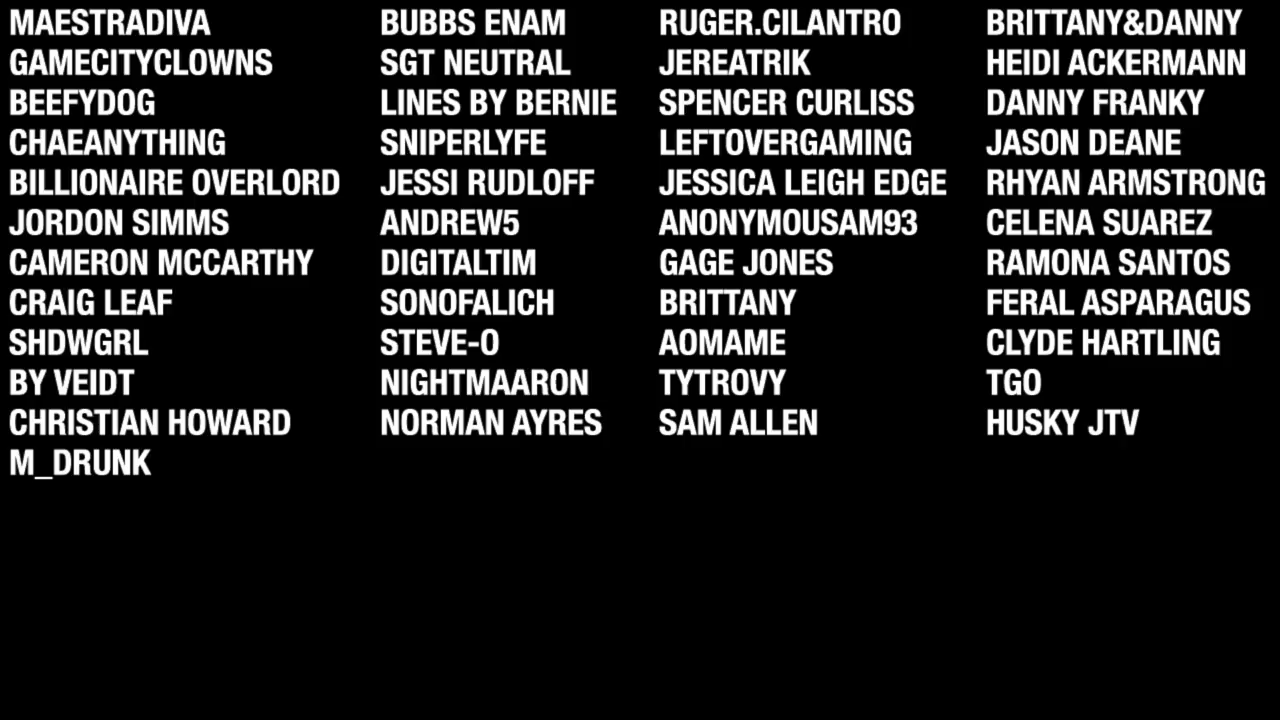 MAESTRADIVA
GAMECITYCLOWNS
BEEFYDOG
CHAEANYTHING
BILLIONAIRE OVERLORD
JORDON SIMMS
CAMERON MCCARTHY
CRAIG LEAF
SHDWGRL
BY VEIDT
CHRISTIAN HOWARD
M_DRUNK
BUBBS ENAM
SGT NEUTRAL
LINES BY BERNIE
SNIPERLYFE
JESSI RUDLOFF
ANDREW5
DIGITALTIM
SONOFALICH
STEVE-O
NIGHTMAARON
NORMAN AYRES
RUGER.CILANTRO
JEREATRIK
SPENCER CURLISS
LEFTOVERGAMING
JESSICA LEIGH EDGE
ANONYMOUSAM93
GAGE JONES
BRITTANY
AOMAME
TYTROVY
SAM ALLEN
BRITTANY&DANNY
HEIDI ACKERMANN
DANNY FRANKY
JASON DEANE
RHYAN ARMSTRONG
CELENA SUAREZ
RAMONA SANTOS
FERAL ASPARAGUS
CLYDE HARTLING
TGO
HUSKY JTV